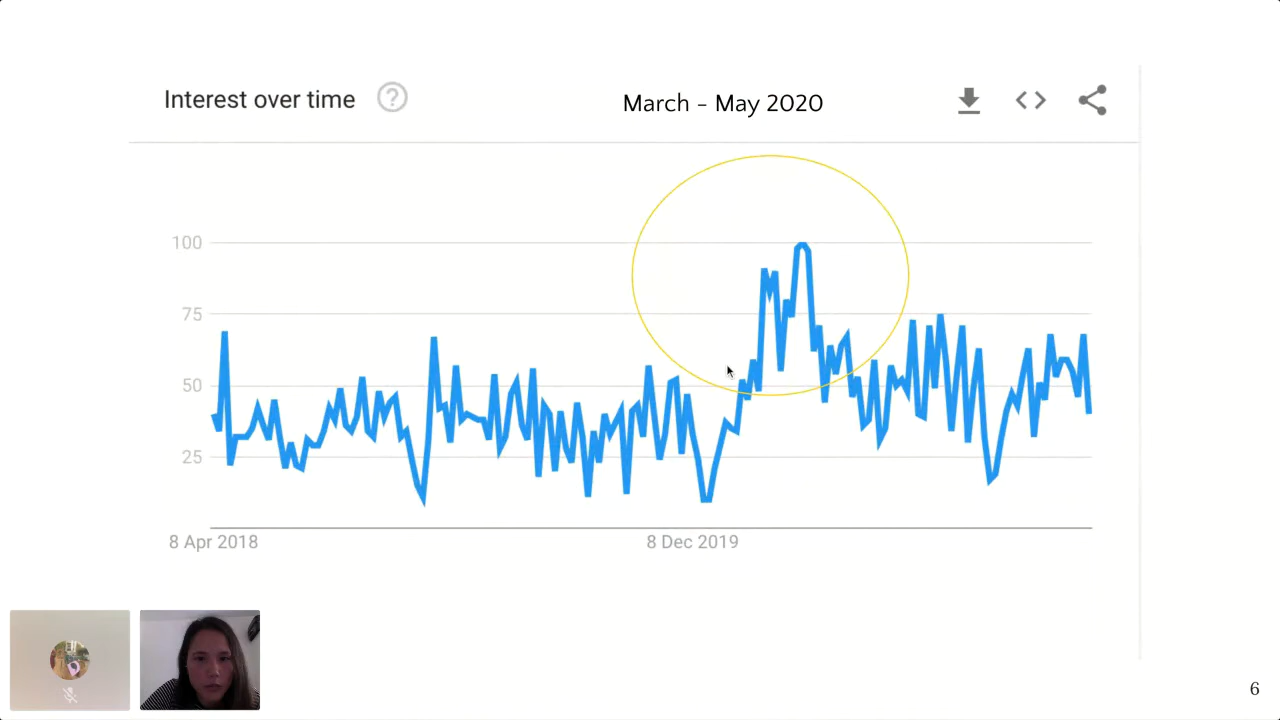 Interest over time ?
March - May 2020
100
75
50
25
8 Apr 2018
8 Dec 2019
6